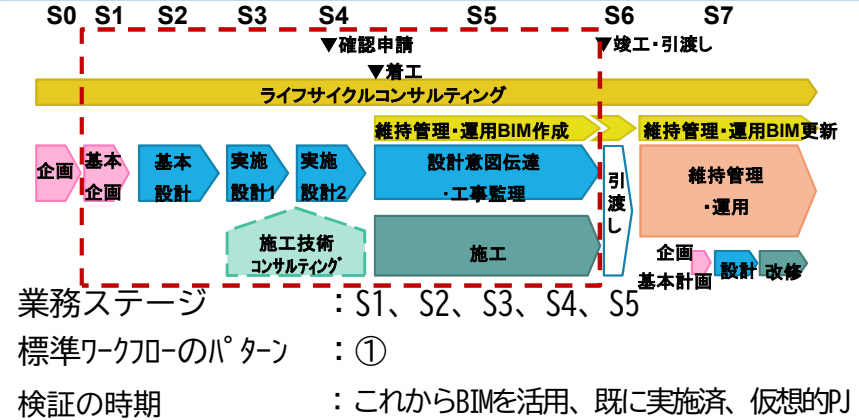 S0 S1 S2 S3 S4 S5 S6 S7
▼確認申請 ▼竣工・引渡し
▼着工
ライフサイクルコンサルティング
維持管理・運用BIM作成 維持管理・運用BIM更新
企画
基本
企画
基本
設計
実施
設計1
実施
設計2
設計意図伝達
・工事監理
引
渡
し
維持管理
・運用
施工技術
コンサルティング
施工
企画
基本計画
設計
改修
業務ステージ ：S1、S2、S3、S4、S5
標準ﾜｰｸﾌﾛｰのﾊﾟﾀｰﾝ ：①
検証の時期 ：これからBIMを活用、既に実施済、仮想的PJ